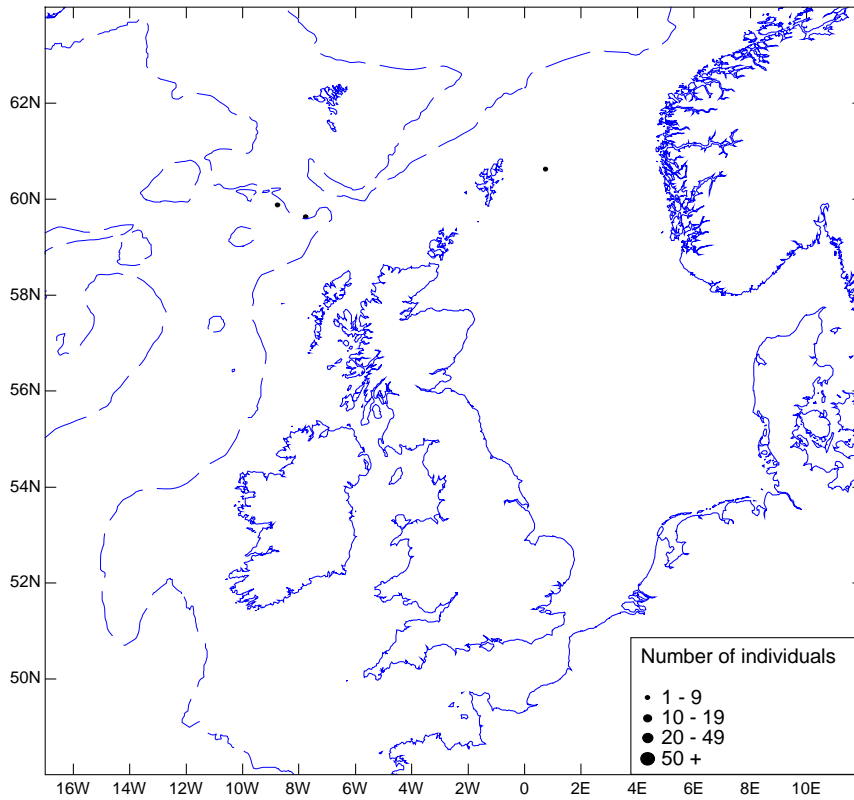 62N
60N
58N
56N
54N
52N
50N
Number of individuals
1 - 9
10 - 19
20 - 49
50 +
16W 14W 12W 10W 8W 6W 4W 2W 0 2E 4E 6E 8E 10E